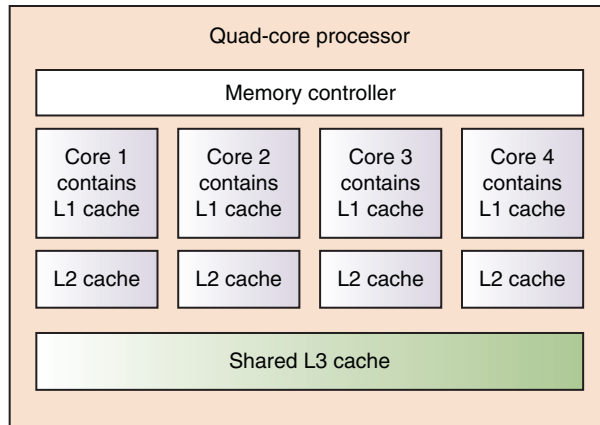 Quad-core processor
Memory controller
Core 1
contains
L1 cache
Core 2
contains
L1 cache
Core 3
contains
L1 cache
Core 4
contains
L1 cache
L2 cache
L2 cache
L2 cache
L2 cache
Shared L3 cache